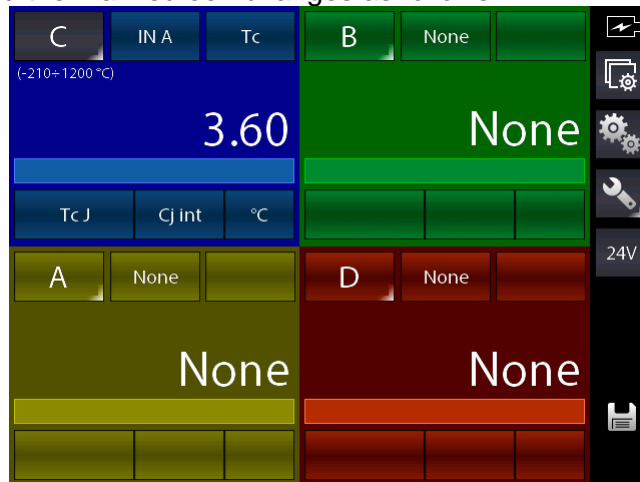 C IN A Tc
(-210÷1200 °C)
3.60
Tc J Cj int °C
B None
None
A None
None
D None
None
24V